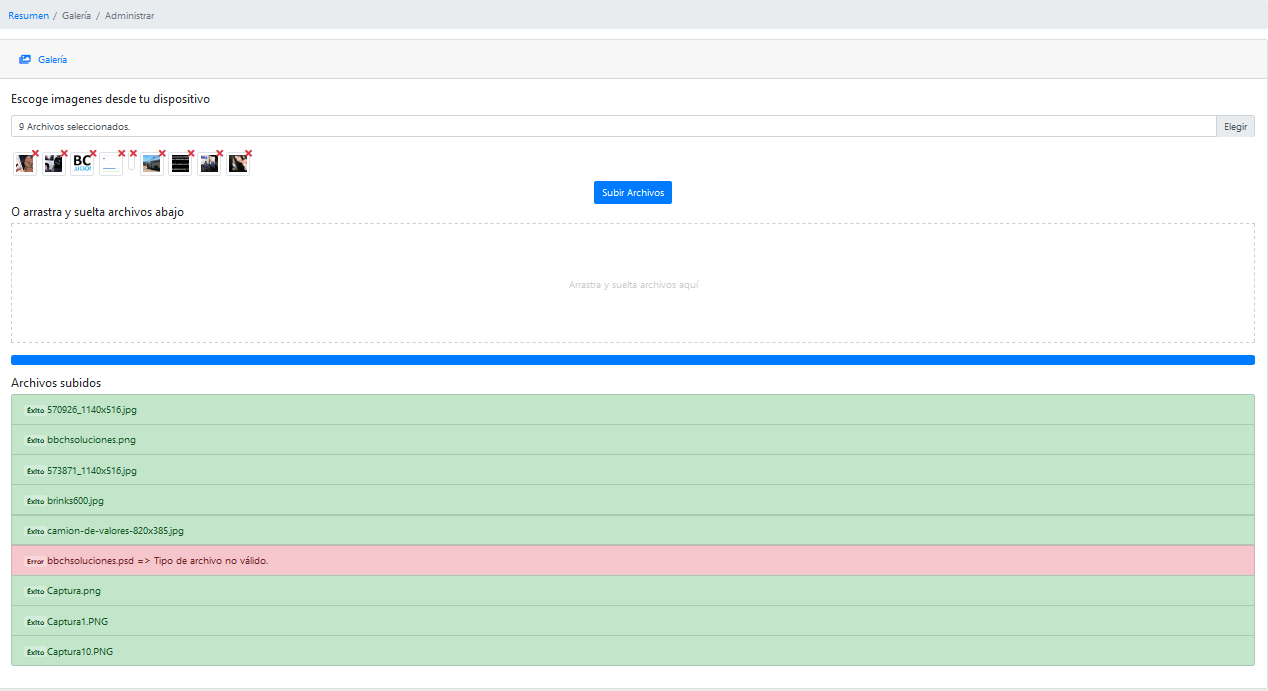 Resumen / Galería / Administrar
Galería
Escoge imagenes desde tu dispositivo
9 Archivos seleccionados. Elegir
BC
Subir Archivos
O arrastra y suelta archivos abajo
Arrastra y suelta archivos aquí
Archivos subidos
Éxito 570926_1140x516.jpg
Éxito bbchsoluciones.png
Éxito 573871_1140x516.jpg
Éxito brinks600.jpg
Éxito camion-de-valores-820x385.jpg
Error bbchsoluciones.psd => Tipo de archivo no válido.
Éxito Captura.png
Éxito Captura1.PNG
Éxito Captura10.PNG